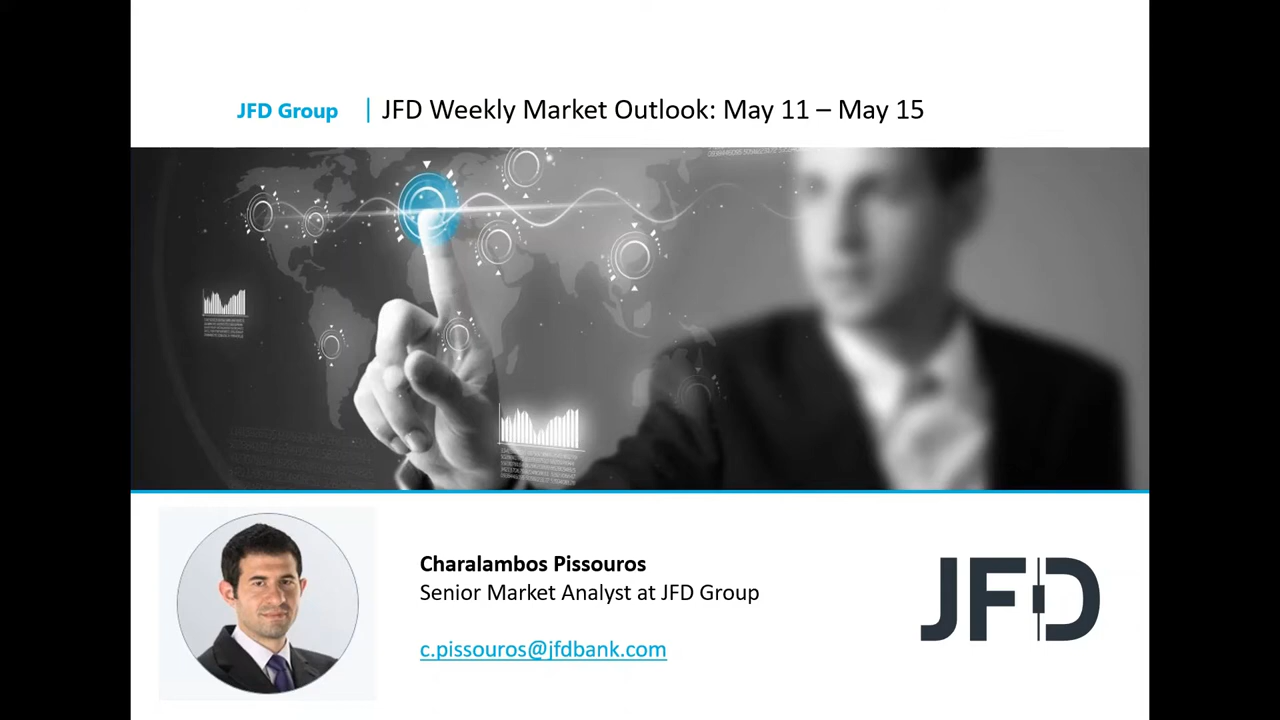 JFD Group | JFD Weekly Market Outlook: May 11 – May 15
Charalambos Pissouros
Senior Market Analyst at JFD Group
c.pissouros@jfdbank.com
JFD